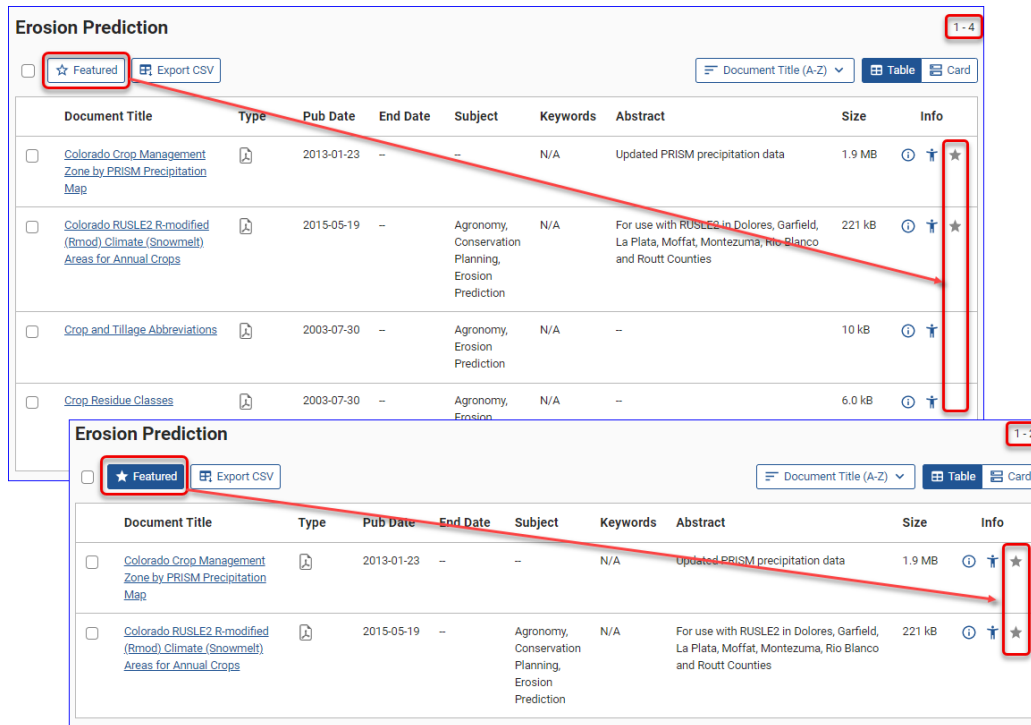 Erosion Prediction
1 - 4
Featured
Export CSV
Document Title (A-Z)
Table
Card
Document Title Type Pub Date End Date Subject Keywords Abstract Size Info
Colorado Crop Management 2013-01-23 -- -- N/A Updated PRISM precipitation data 1.9 MB
Zone by PRISM Precipitation
Map
Colorado RUSLE2 R-modified 2015-05-19 -- Agronomy, N/A For use with RUSLE2 in Dolores, Garfield, 221 kB
(Rmod) Climate (Snowmelt) Conservation La Plata, Moffat, Montezuma, Rio Blanco
Areas for Annual Crops Planning, and Routt Counties
Erosion
Prediction
Crop and Tillage Abbreviations 2003-07-30 -- Agronomy, N/A -- 10 kB
Erosion
Prediction
Crop Residue Classes 2003-07-30 -- Agronomy, N/A -- 6.0 kB
Erosion
Erosion Prediction
1 -
Featured
Export CSV
Document Title (A-Z)
Table
Card
Document Title Type Pub Date End Date Subject Keywords Abstract Size Info
Colorado Crop Management 2013-01-23 -- -- N/A Updated PRISM precipitation data 1.9 MB
Zone by PRISM Precipitation
Map
Colorado RUSLE2 R-modified 2015-05-19 -- Agronomy, N/A For use with RUSLE2 in Dolores, Garfield, 221 kB
(Rmod) Climate (Snowmelt) Conservation La Plata, Moffat, Montezuma, Rio Blanco
Areas for Annual Crops Planning, and Routt Counties
Erosion
Prediction